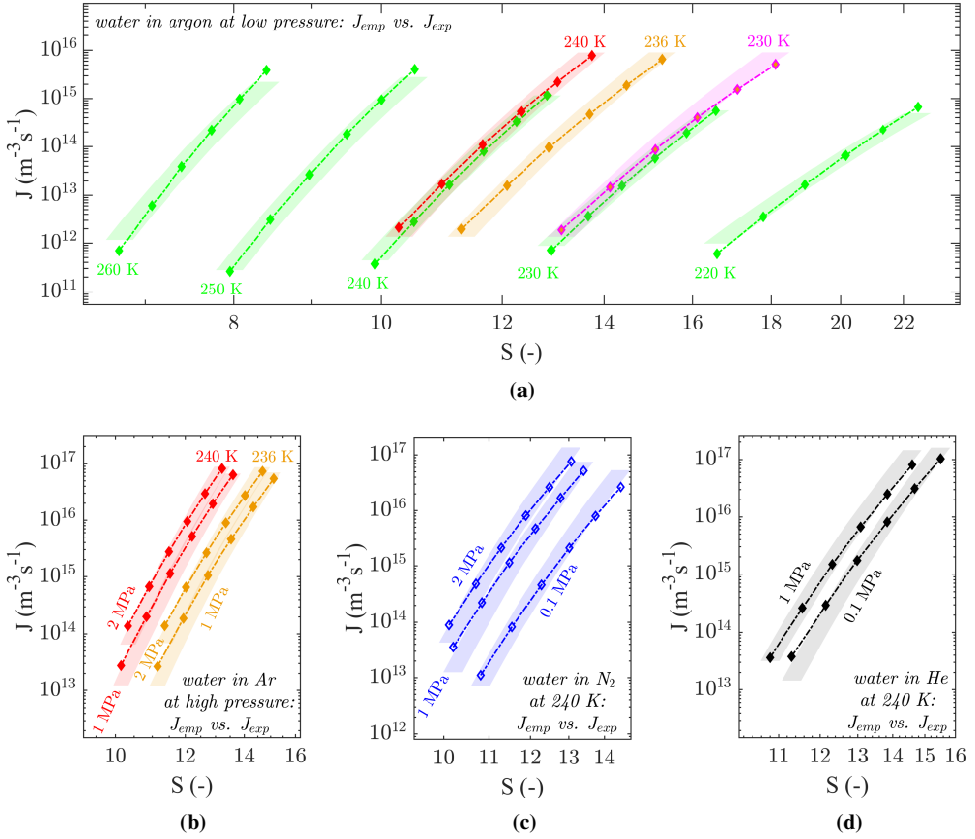 water in argon at low pressure: J_emp vs. J_exp
240 K
236 K
230 K
10^16
10^15
10^14
10^13
10^12
10^11
J (m^-3 s^-1)
260 K
250 K
240 K
230 K
220 K
8
10
12
14
16
18
20
22
S (-)
(a)
10^17
10^16
10^15
10^14
10^13
J (m^-3 s^-1)
240 K
236 K
2 MPa
1 MPa
2 MPa
1 MPa
water in Ar
at high pressure:
J_emp vs. J_exp
10
12
14
16
S (-)
(b)
10^17
10^16
10^15
10^14
10^13
10^12
J (m^-3 s^-1)
2 MPa
0.1 MPa
1 MPa
water in N_2
at 240 K:
J_emp vs. J_exp
10
11
12
13
14
S (-)
(c)
10^17
10^16
10^15
10^14
10^13
J (m^-3 s^-1)
1 MPa
0.1 MPa
water in He
at 240 K:
J_emp vs. J_exp
11
12
13
14
15
16
S (-)
(d)